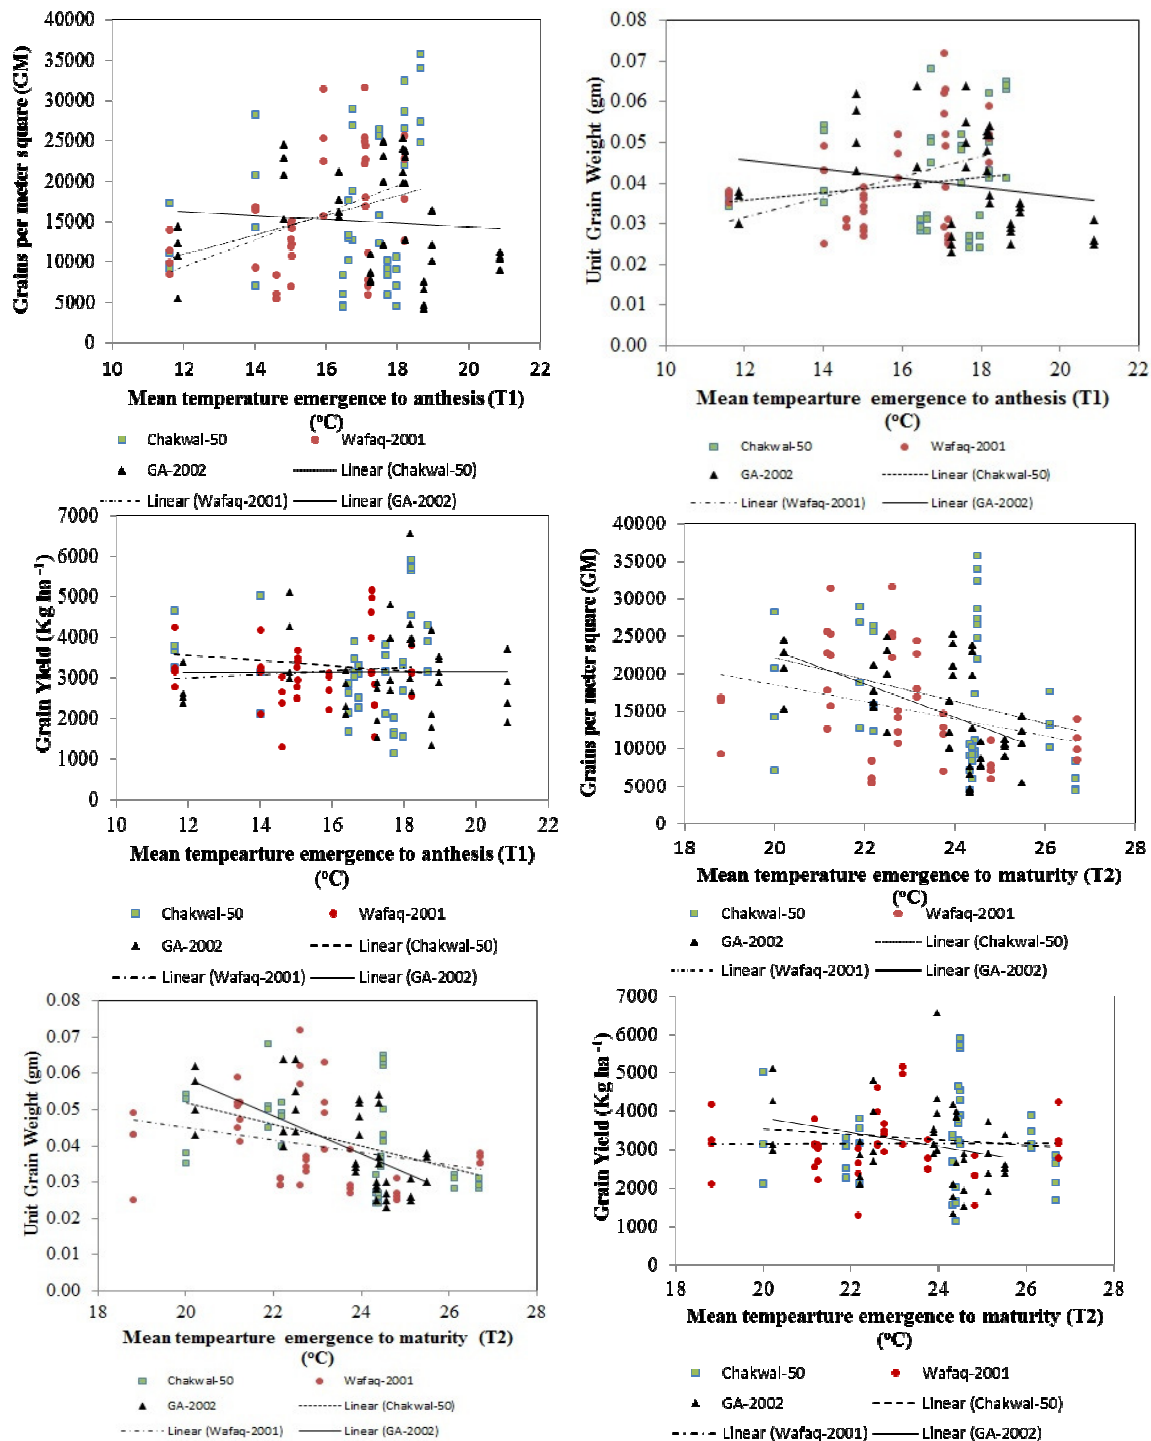 Grains per meter square (GM)
40000
35000
30000
25000
20000
15000
10000
5000
0
10 12 14 16 18 20 22
Mean temperature emergence to anthesis (T1)
(°C)
Chakwal-50 Wafaq-2001
GA-2002 Linear (Chakwal-50)
Linear (Wafaq-2001) Linear (GA-2002)
Unit Grain Weight (gm)
0.08
0.07
0.06
0.05
0.04
0.03
0.02
0.01
0.00
10 12 14 16 18 20 22
Mean tempearture emergence to anthesis (T1)
(°C)
Chakwal-50 Wafaq-2001
GA-2002 Linear (Chakwal-50)
Linear (Wafaq-2001) Linear (GA-2002)
Grain Yield (Kg ha -1)
7000
6000
5000
4000
3000
2000
1000
0
10 12 14 16 18 20 22
Mean tempearture emergence to anthesis (T1)
(°C)
Chakwal-50 Wafaq-2001
GA-2002 Linear (Chakwal-50)
Linear (Wafaq-2001) Linear (GA-2002)
Grains per meter square (GM)
40000
35000
30000
25000
20000
15000
10000
5000
0
18 20 22 24 26 28
Mean temperature emergence to maturity (T2)
(°C)
Chakwal-50 Wafaq-2001
GA-2002 Linear (Chakwal-50)
Linear (Wafaq-2001) Linear (GA-2002)
Unit Grain Weight (gm)
0.08
0.07
0.06
0.05
0.04
0.03
0.02
0.01
0.00
18 20 22 24 26 28
Mean tempearture emergence to maturity (T2)
(°C)
Chakwal-50 Wafaq-2001
GA-2002 Linear (Chakwal-50)
Linear (Wafaq-2001) Linear (GA-2002)
Grain Yield (Kg ha -1)
7000
6000
5000
4000
3000
2000
1000
0
18 20 22 24 26 28
Mean tempearture emergence to maturity (T2)
(°C)
Chakwal-50 Wafaq-2001
GA-2002 Linear (Chakwal-50)
Linear (Wafaq-2001) Linear (GA-2002)